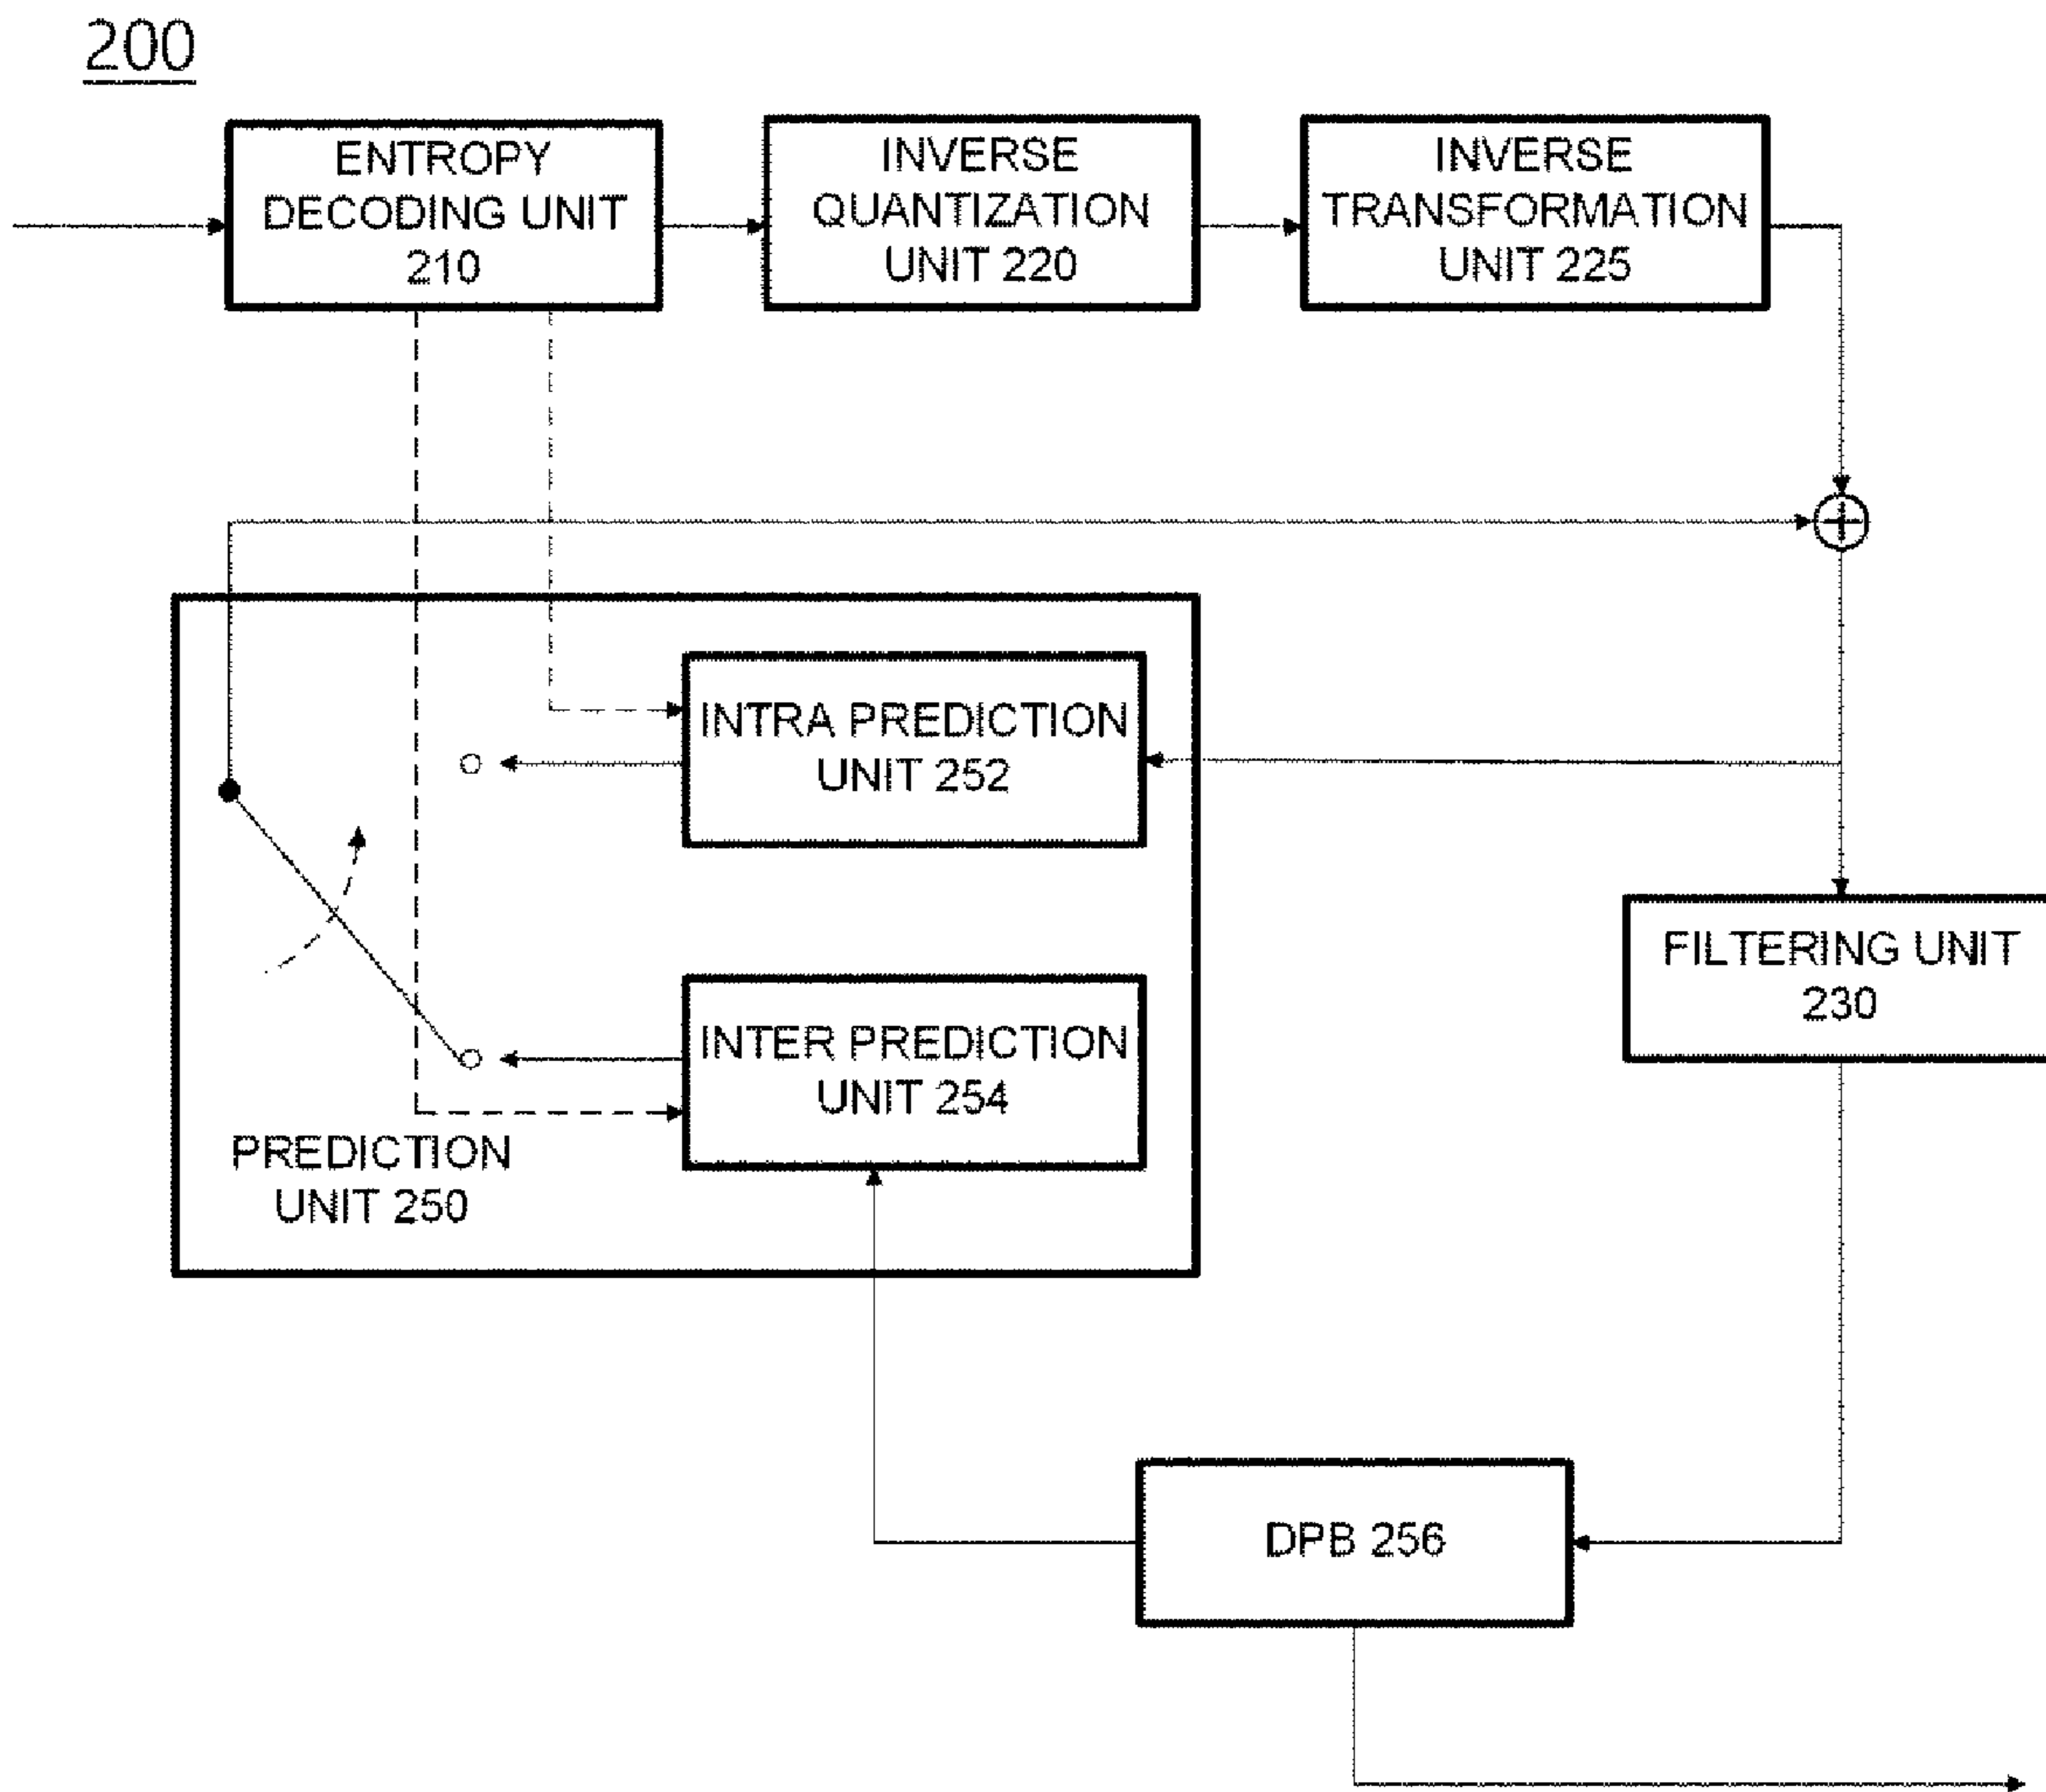 200
ENTROPY
DECODING UNIT
210
INVERSE
QUANTIZATION
UNIT 220
INVERSE
TRANSFORMATION
UNIT 225
INTRA PREDICTION
UNIT 252
FILTERING UNIT
230
INTER PREDICTION
UNIT 254
PREDICTION
UNIT 250
DPB 256